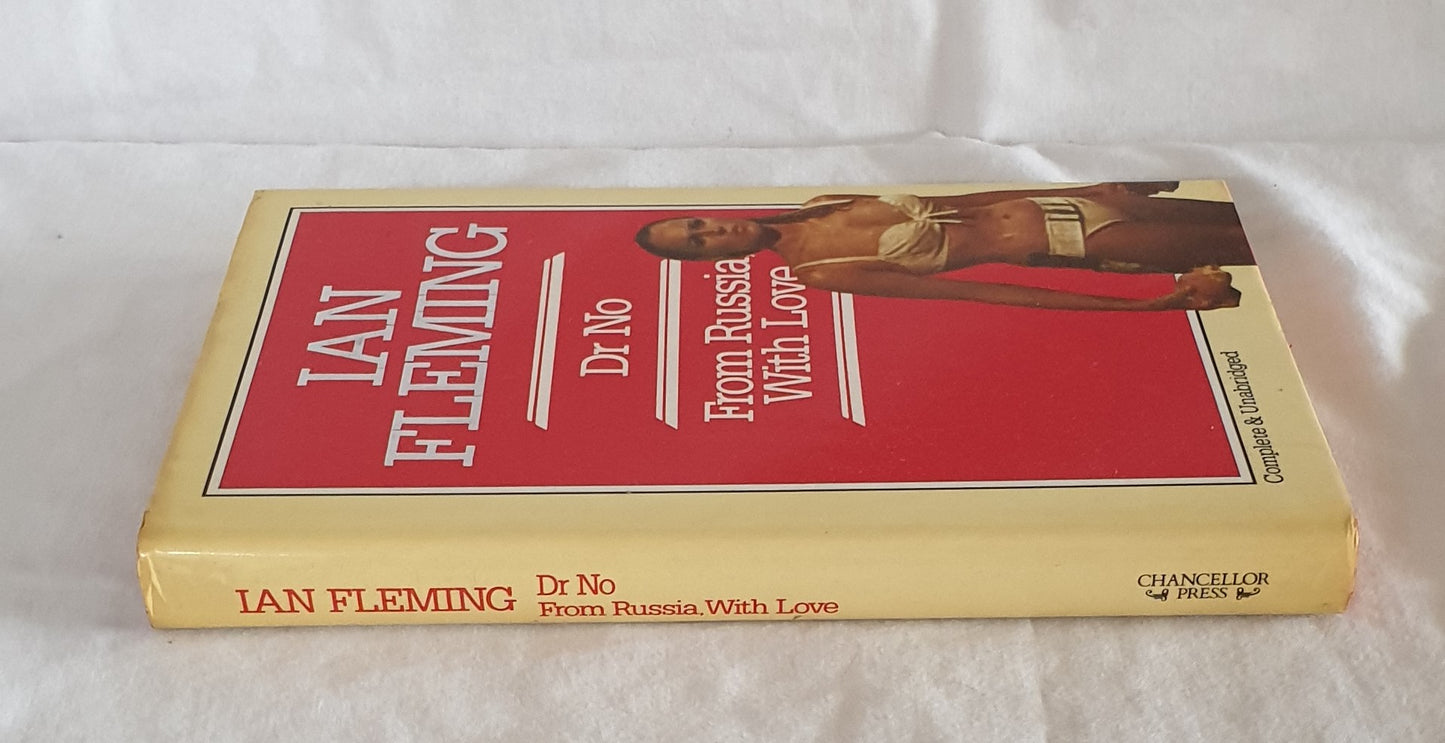 IAN
FLEMING
Dr No
From Russia,
With Love
Complete & Unabridged
IAN FLEMING
Dr No
From Russia, With Love
CHANCELLOR
PRESS